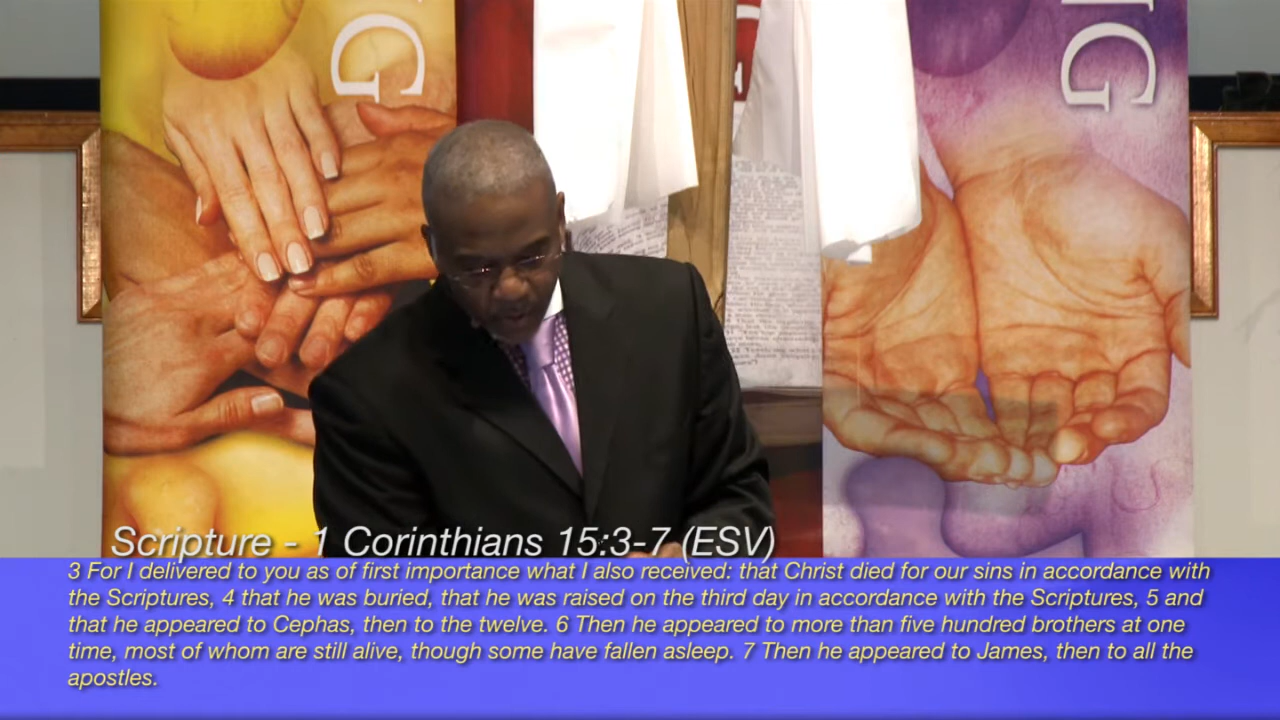 G
NG
Scripture - 1 Corinthians 15:3-7 (ESV)
3 For I delivered to you as of first importance what I also received: that Christ died for our sins in accordance with
the Scriptures, 4 that he was buried, that he was raised on the third day in accordance with the Scriptures, 5 and
that he appeared to Cephas, then to the twelve. 6 Then he appeared to more than five hundred brothers at one
time, most of whom are still alive, though some have fallen asleep. 7 Then he appeared to James, then to all the
apostles.